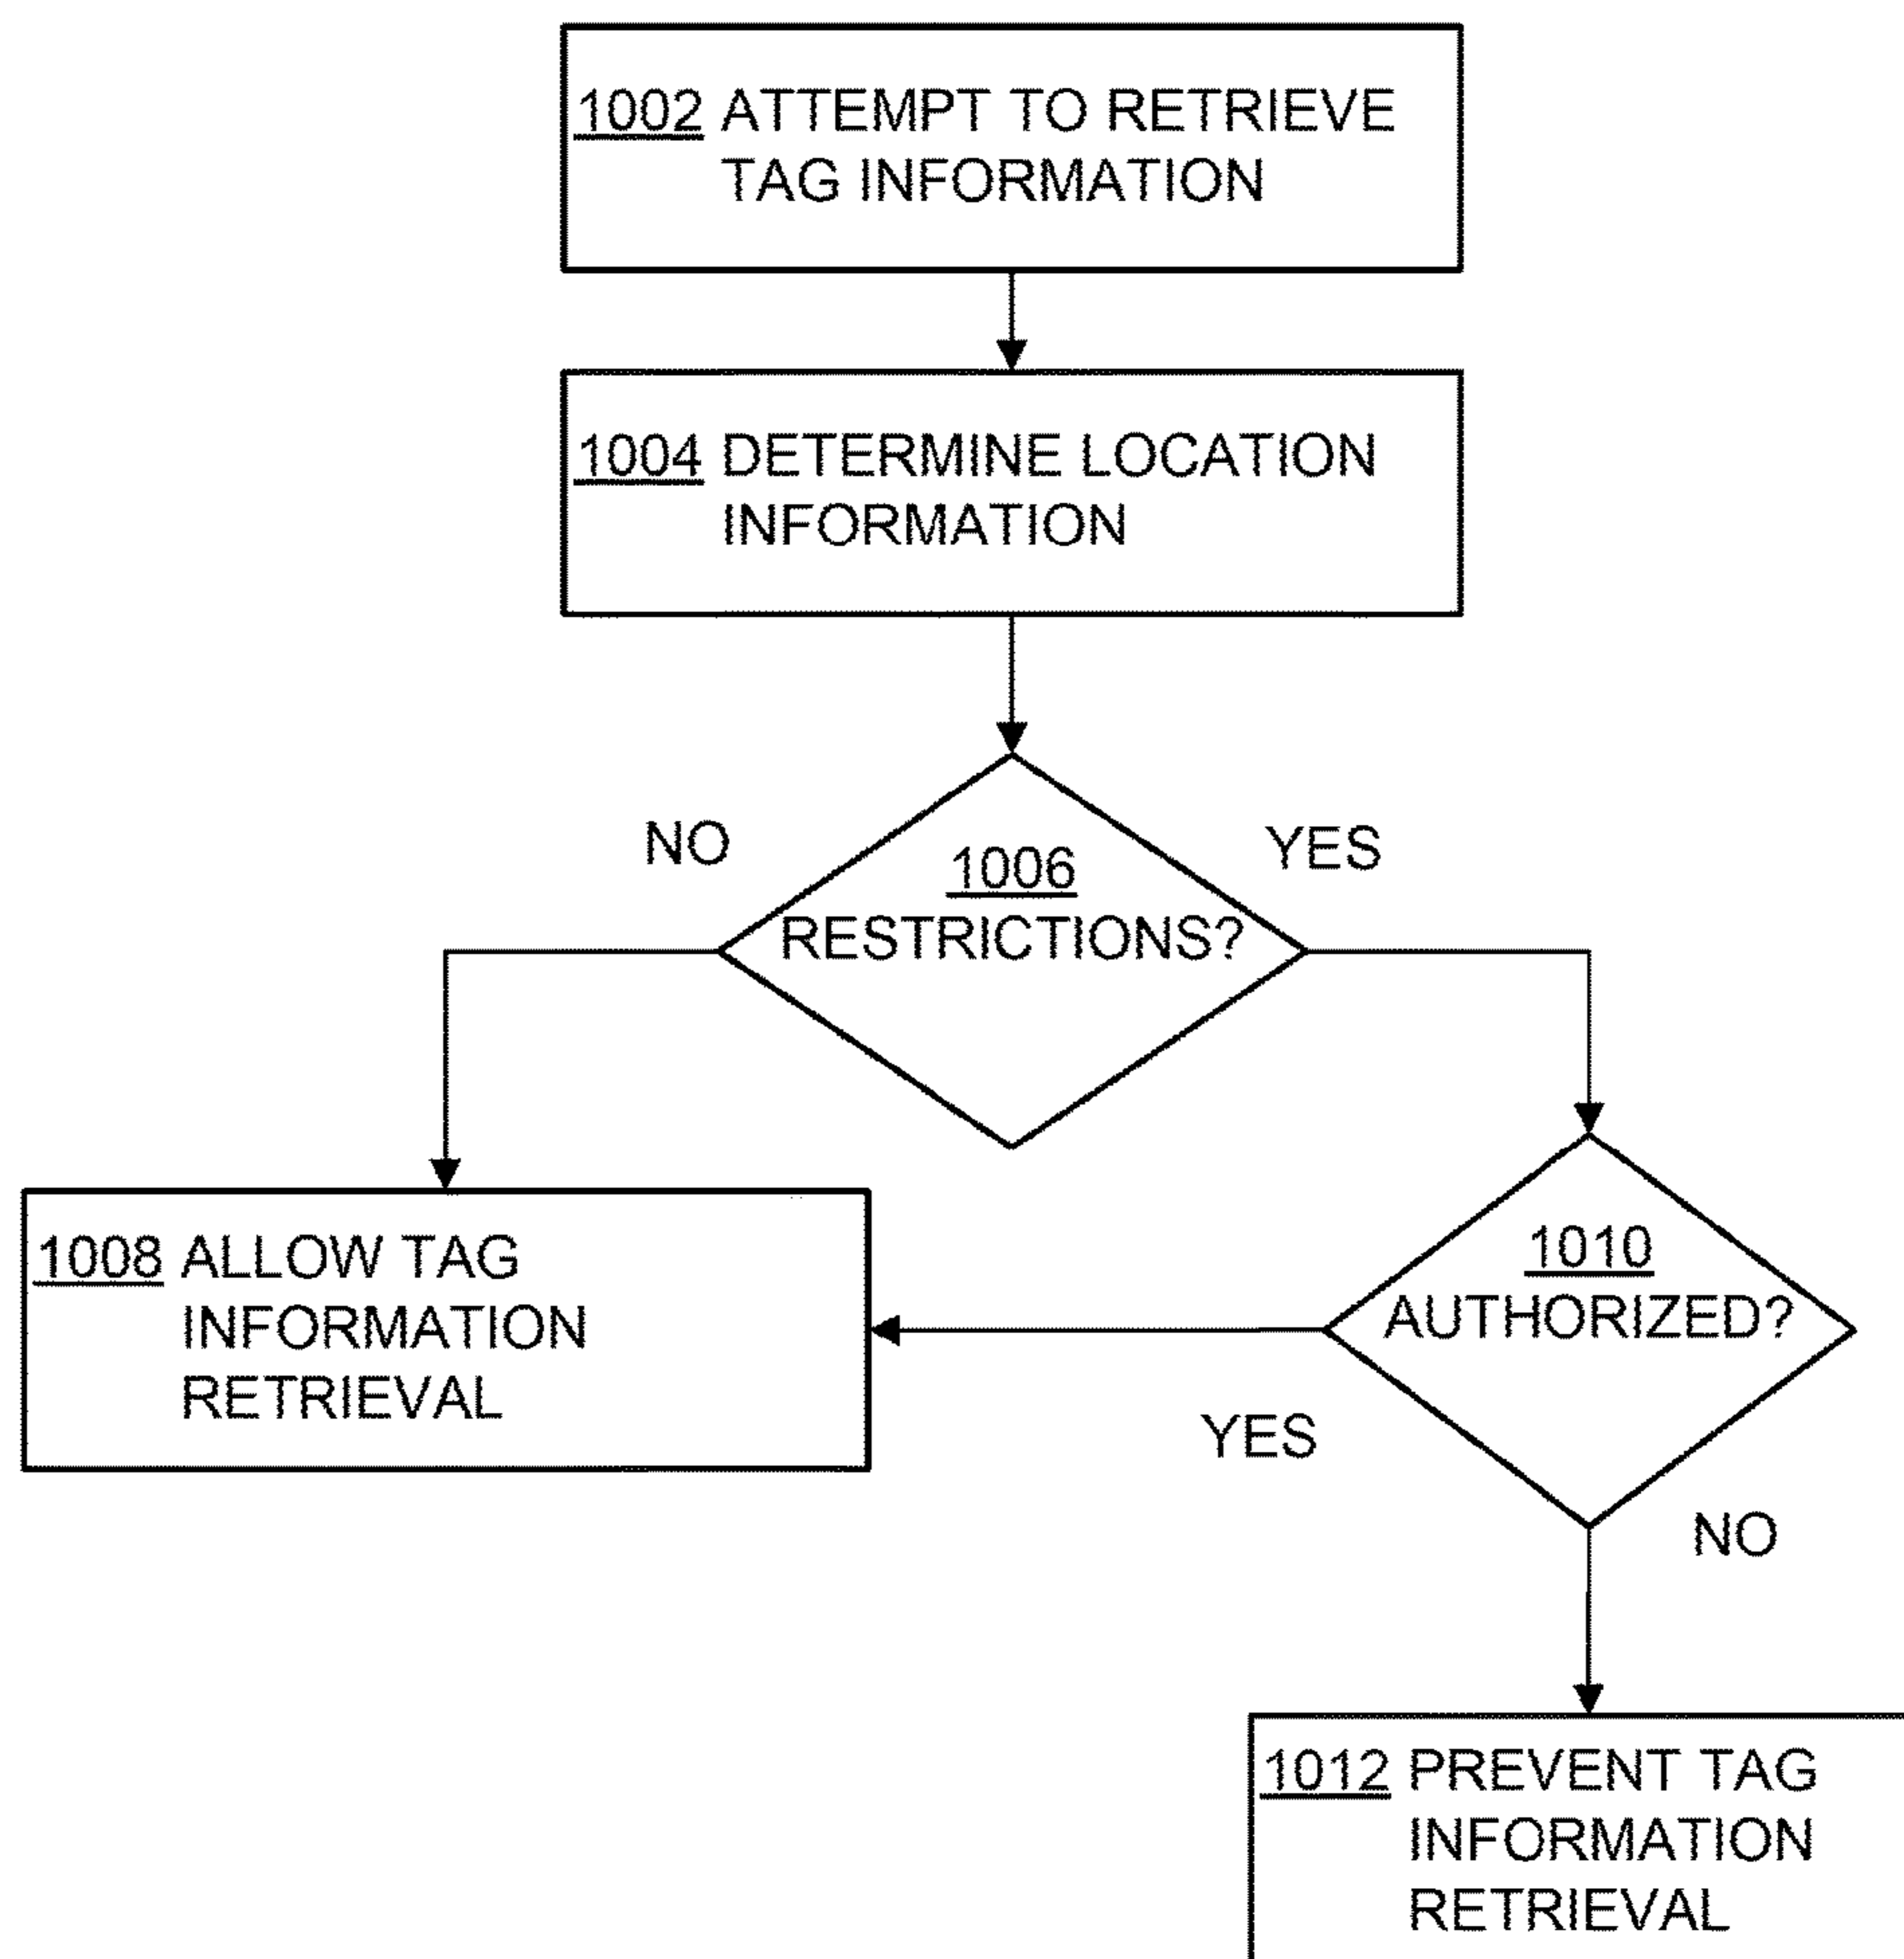 1002 ATTEMPT TO RETRIEVE
TAG INFORMATION
1004 DETERMINE LOCATION
INFORMATION
NO
YES
1006
RESTRICTIONS?
1008 ALLOW TAG
INFORMATION
RETRIEVAL
1010
AUTHORIZED?
YES
NO
1012 PREVENT TAG
INFORMATION
RETRIEVAL